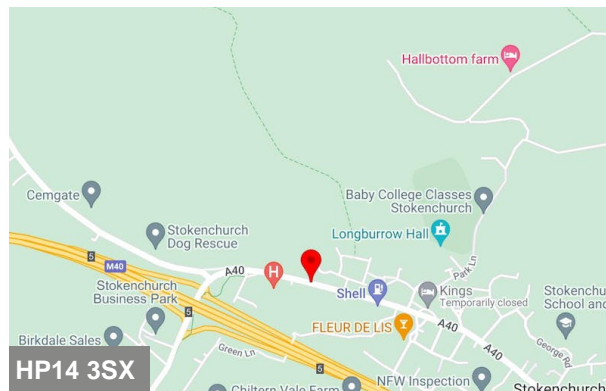 Hallbottom farm
Baby College Classes
Stokenchurch
Cemgate
Stokenchurch
Dog Rescue
Longburrow Hall
Park Ln
M40
5
A40
H
Stokenchurch
Business Park
Shell
Kings
Temporarily closed
Stokenchu
School and
5
5
FLEUR DE LIS
A40
A40
George Rd
Birkdale Sales
Green Ln
HP14 3SX
Chiltern Vale Farm
NFW Inspection
Stokenchurch